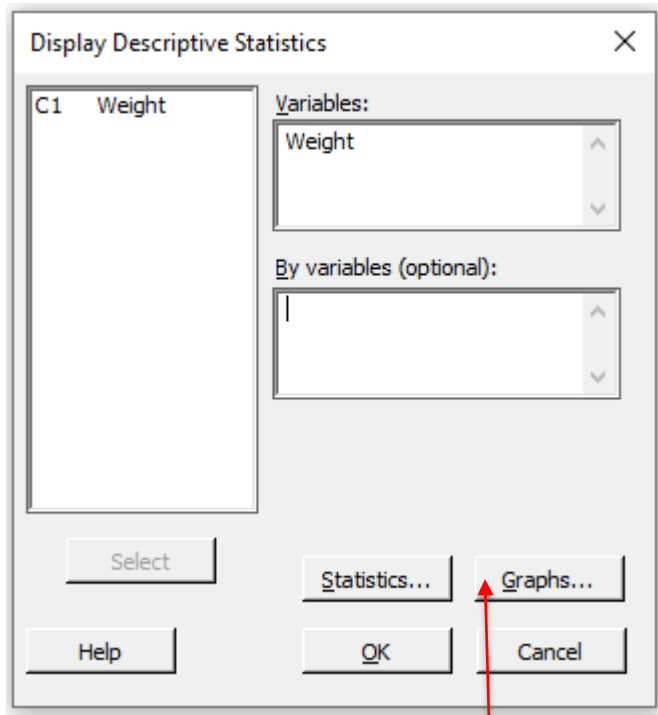 Display Descriptive Statistics
C1 Weight
Variables:
Weight
By variables (optional):
Select
Statistics...
Graphs...
Help
OK
Cancel